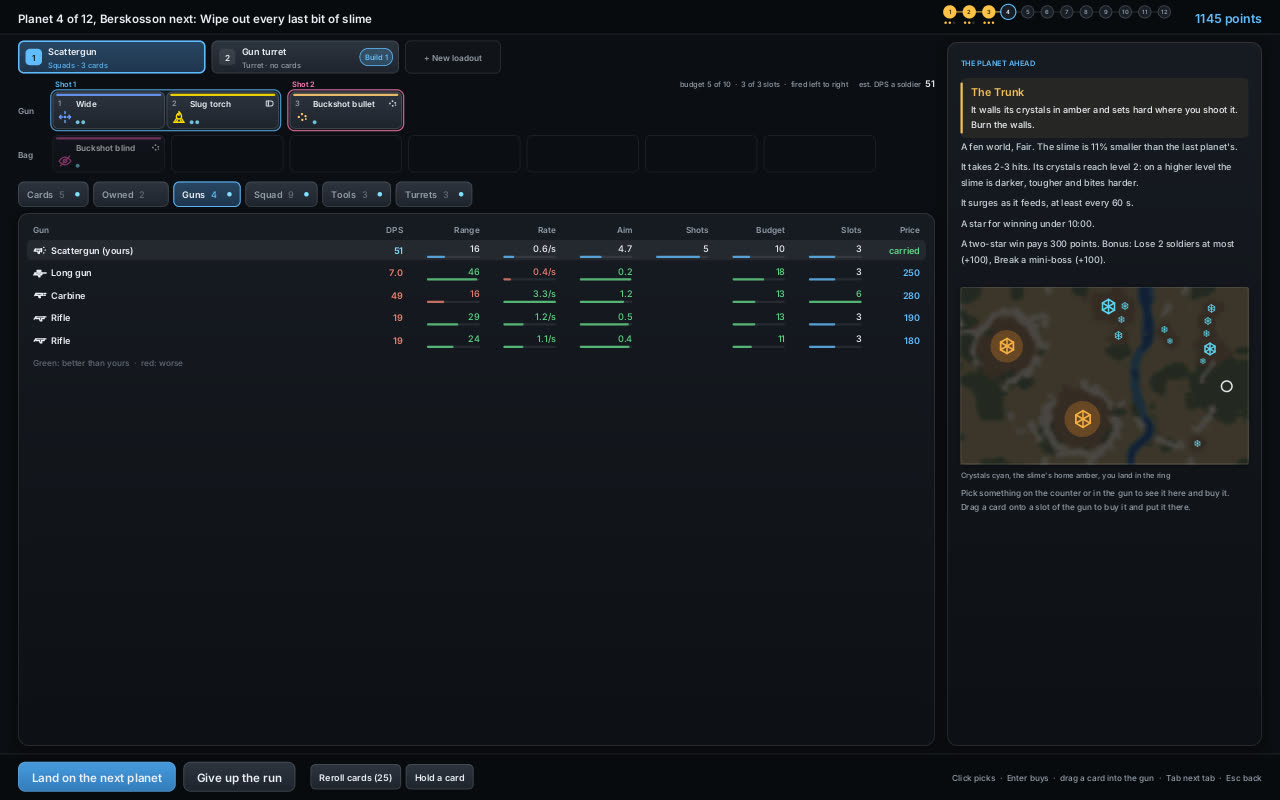 Planet 4 of 12, Berskosson next: Wipe out every last bit of slime
1 2 3 4 5 6 7 8 9 10 11 12
1145 points
1 Scattergun
Squads · 3 cards
2 Gun turret
Turret · no cards
Build 1
+ New loadout
Shot 1
Shot 2
budget 5 of 10 · 3 of 3 slots · fired left to right est. DPS a soldier 51
Gun
1 Wide
2 Slug torch
3 Buckshot bullet
Bag
Buckshot blind
Cards 5
Owned 2
Guns 4
Squad 9
Tools 3
Turrets 3
Gun DPS Range Rate Aim Shots Budget Slots Price
Scattergun (yours) 51 16 0.6/s 4.7 5 10 3 carried
Long gun 7.0 46 0.4/s 0.2 18 3 250
Carbine 49 16 3.3/s 1.2 13 6 280
Rifle 19 29 1.2/s 0.5 13 3 190
Rifle 19 24 1.1/s 0.4 11 3 180
Green: better than yours · red: worse
THE PLANET AHEAD
The Trunk
It walls its crystals in amber and sets hard where you shoot it.
Burn the walls.
A fen world, Fair. The slime is 11% smaller than the last planet's.
It takes 2-3 hits. Its crystals reach level 2: on a higher level the
slime is darker, tougher and bites harder.
It surges as it feeds, at least every 60 s.
A star for winning under 10:00.
A two-star win pays 300 points. Bonus: Lose 2 soldiers at most
(+100), Break a mini-boss (+100).
Crystals cyan, the slime's home amber, you land in the ring
Pick something on the counter or in the gun to see it here and buy it.
Drag a card onto a slot of the gun to buy it and put it there.
Land on the next planet
Give up the run
Reroll cards (25)
Hold a card
Click picks · Enter buys · drag a card into the gun · Tab next tab · Esc back